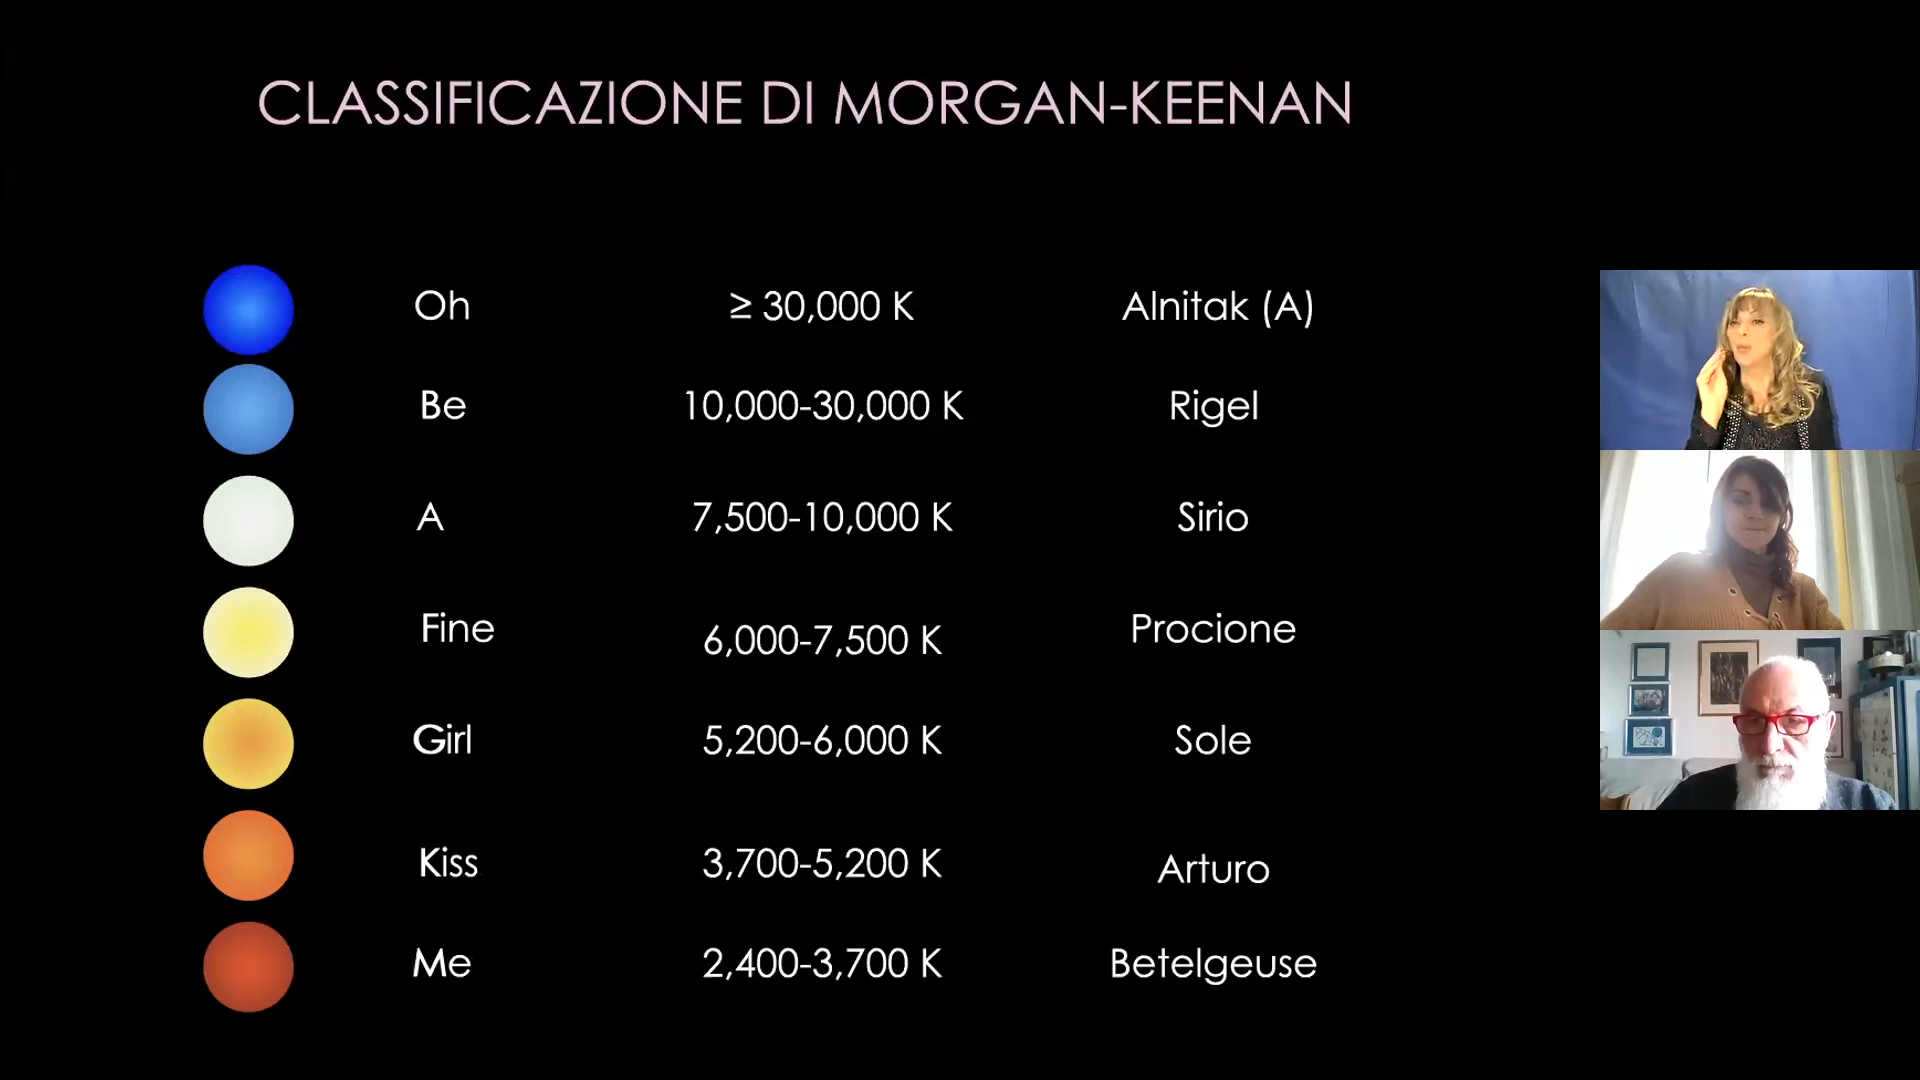 CLASSIFICAZIONE DI MORGAN-KEENAN
Oh ≥ 30,000 K Alnitak (A)
Be 10,000-30,000 K Rigel
A 7,500-10,000 K Sirio
Fine 6,000-7,500 K Procione
Girl 5,200-6,000 K Sole
Kiss 3,700-5,200 K Arturo
Me 2,400-3,700 K Betelgeuse